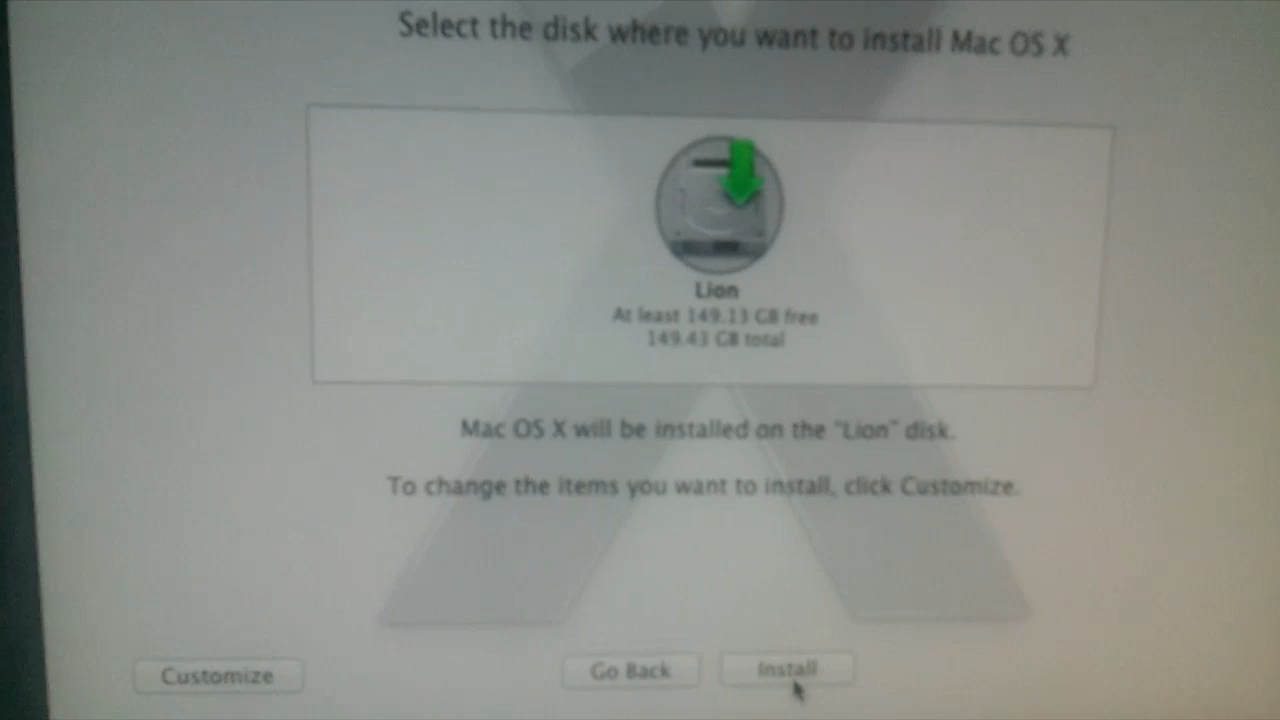 Select the disk where you want to install Mac OS X
Lion
At least 149.13 GB free
149.43 GB total
Mac OS X will be installed on the "Lion" disk.
To change the items you want to install, click Customize.
Customize
Go Back
Install